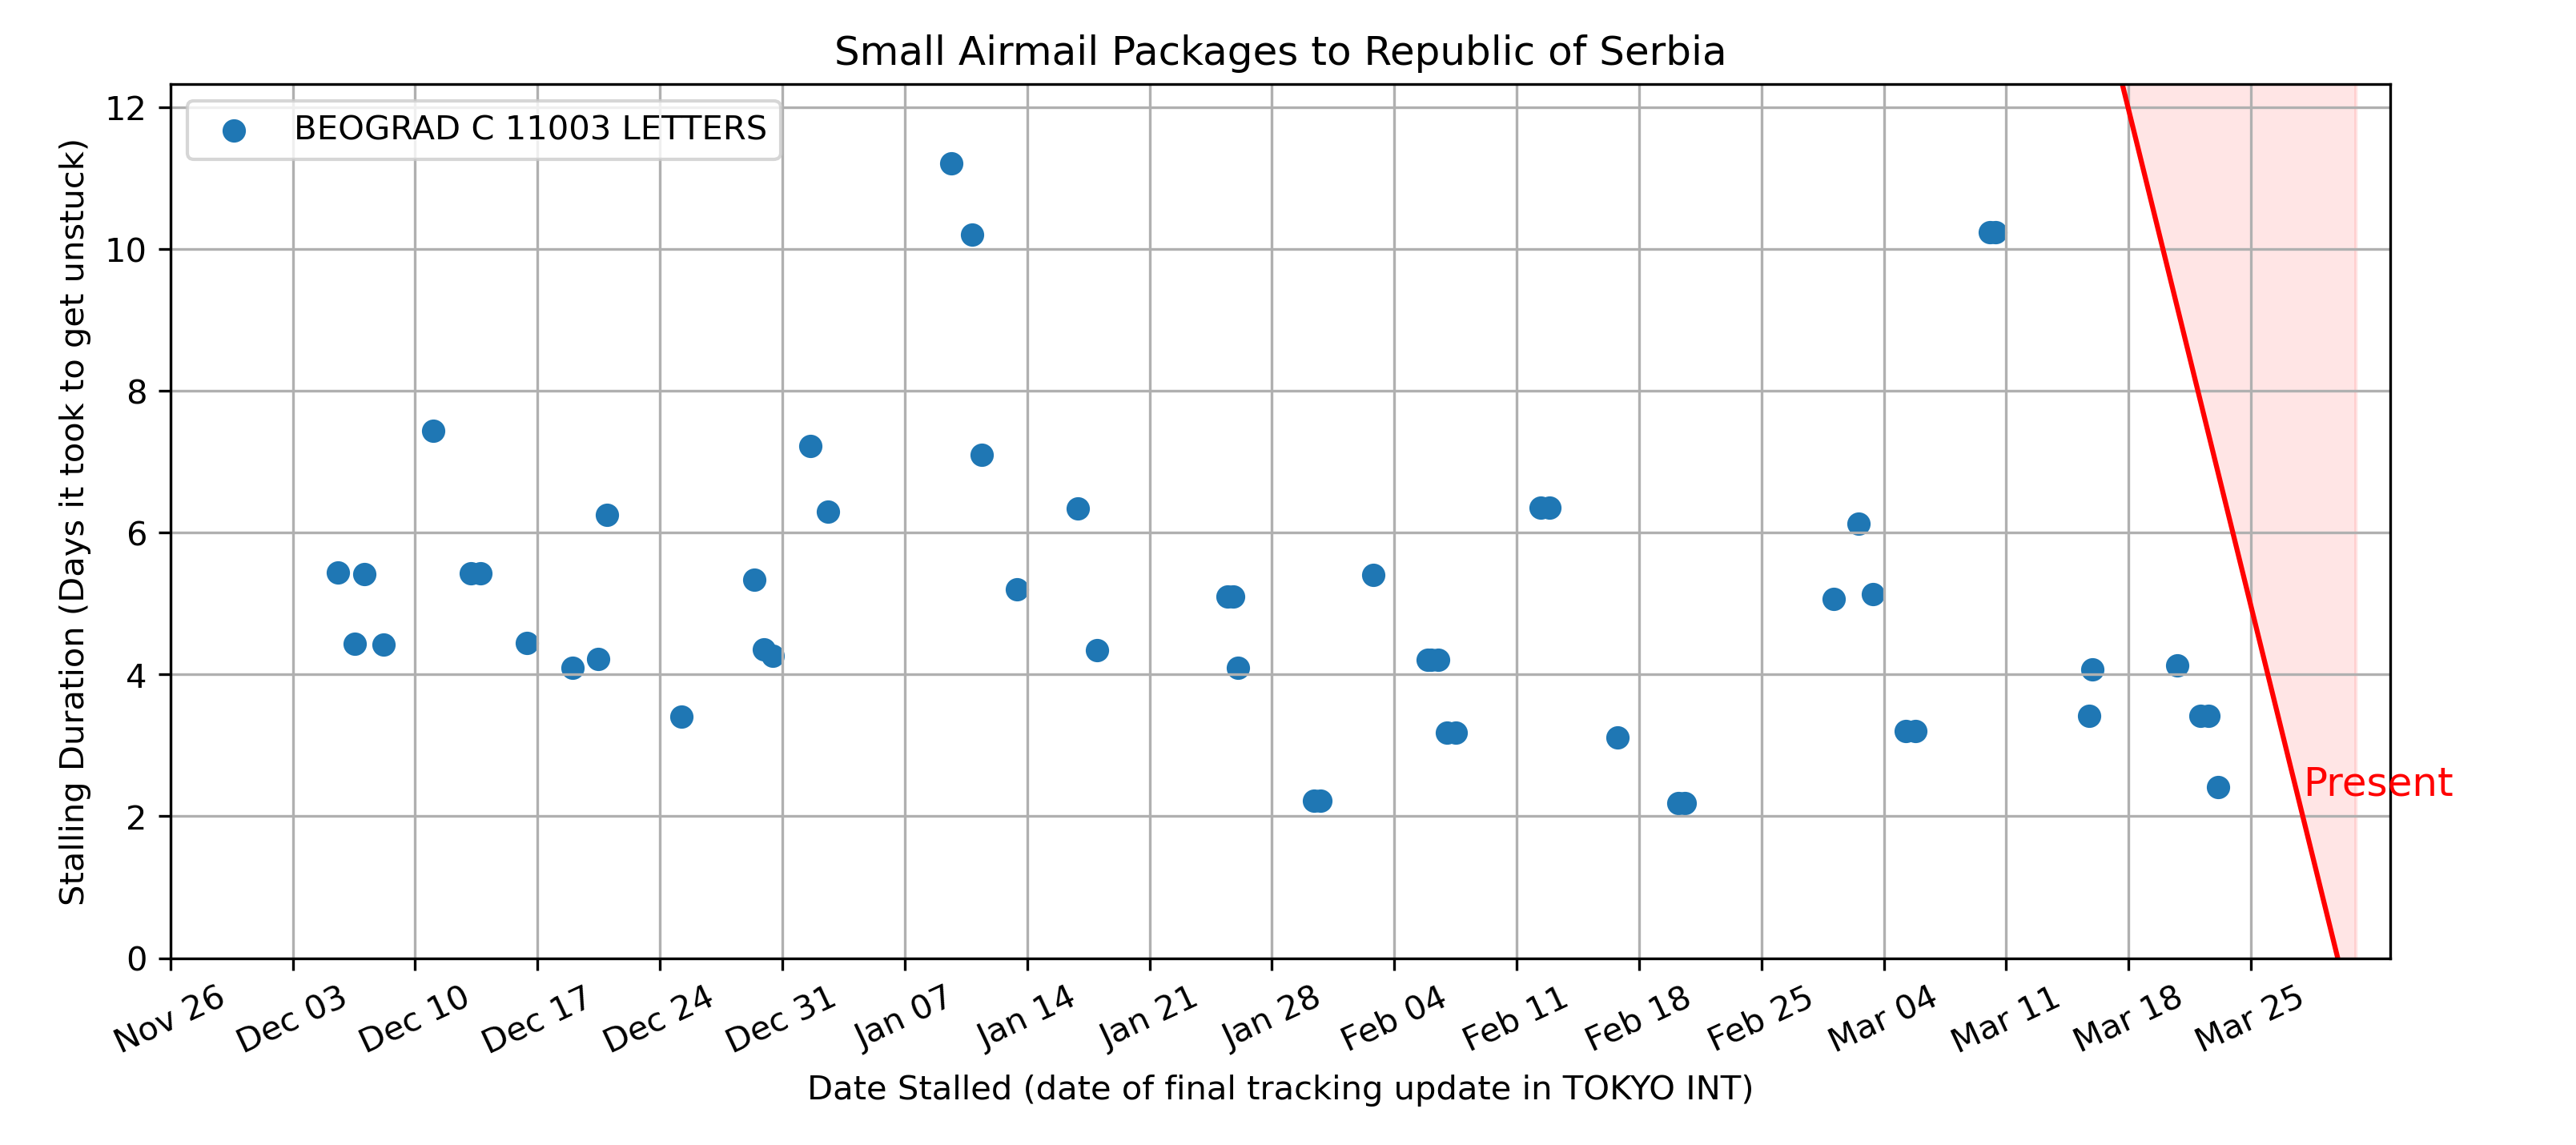 Small Airmail Packages to Republic of Serbia
BEOGRAD C 11003 LETTERS
Stalling Duration (Days it took to get unstuck)
12
10
8
6
4
2
0
Present
Nov 26
Dec 03
Dec 10
Dec 17
Dec 24
Dec 31
Jan 07
Jan 14
Jan 21
Jan 28
Feb 04
Feb 11
Feb 18
Feb 25
Mar 04
Mar 11
Mar 18
Mar 25
Date Stalled (date of final tracking update in TOKYO INT)